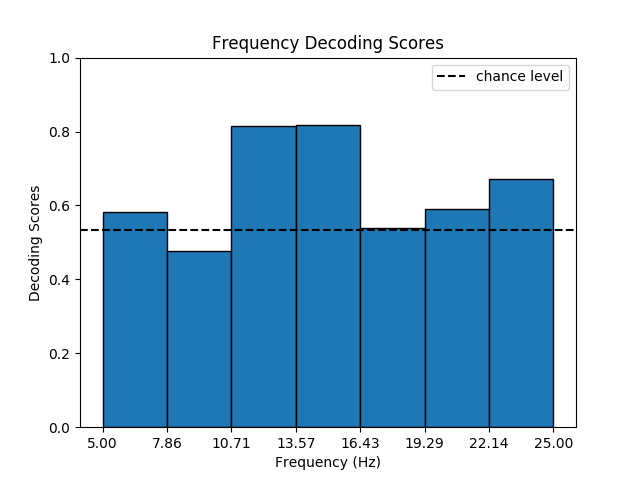 Frequency Decoding Scores
chance level
1.0
0.8
0.6
0.4
0.2
0.0
Decoding Scores
5.00 7.86 10.71 13.57 16.43 19.29 22.14 25.00
Frequency (Hz)